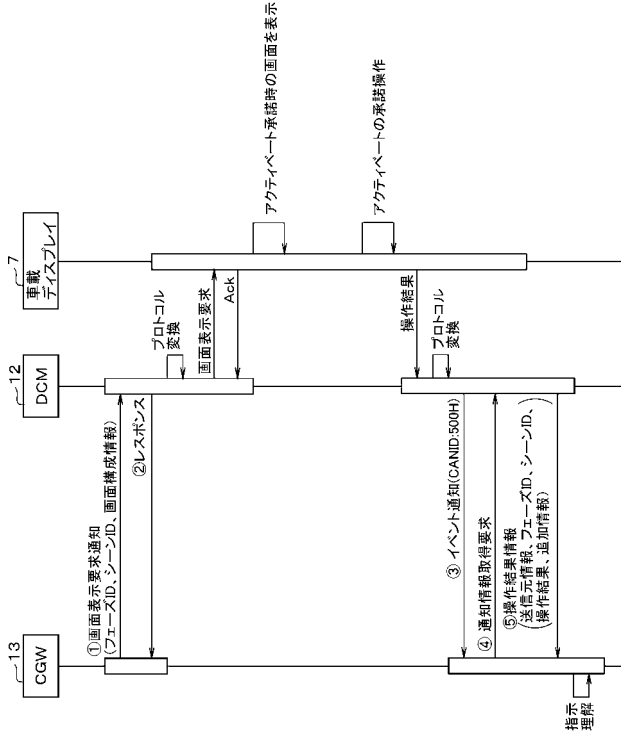 13
CGW
12
DCM
7
車載
ディスプレイ
①画面表示要求通知
(フェーズID、シーンID、画面構成情報)
②レスポンス
プロトコル
変換
画面表示要求
Ack
アクティベート承諾時の画面を表示
アクティベートの承諾操作
操作結果
プロトコル
変換
③ イベント通知(CANID:500H)
④ 通知情報取得要求
⑤操作結果情報
(送信元情報、フェーズID、シーンID、
操作結果、追加情報)
指示
理解